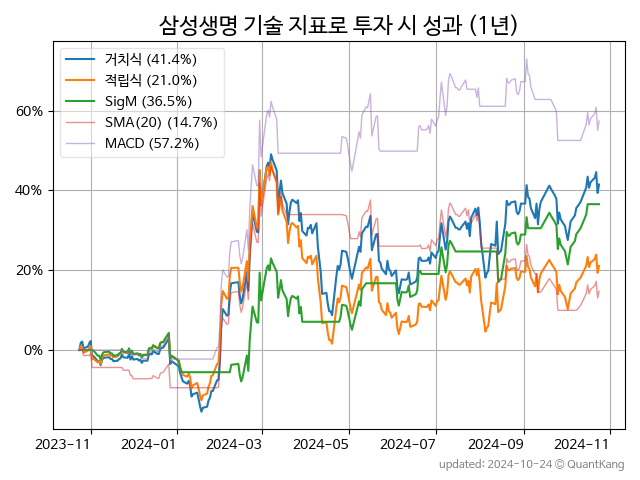 삼성생명 기술 지표로 투자 시 성과 (1년)
거치식 (41.4%)
적립식 (21.0%)
SigM (36.5%)
SMA(20) (14.7%)
MACD (57.2%)
60%
40%
20%
0%
2023-11 2024-01 2024-03 2024-05 2024-07 2024-09 2024-11
updated: 2024-10-24 @ QuantKang